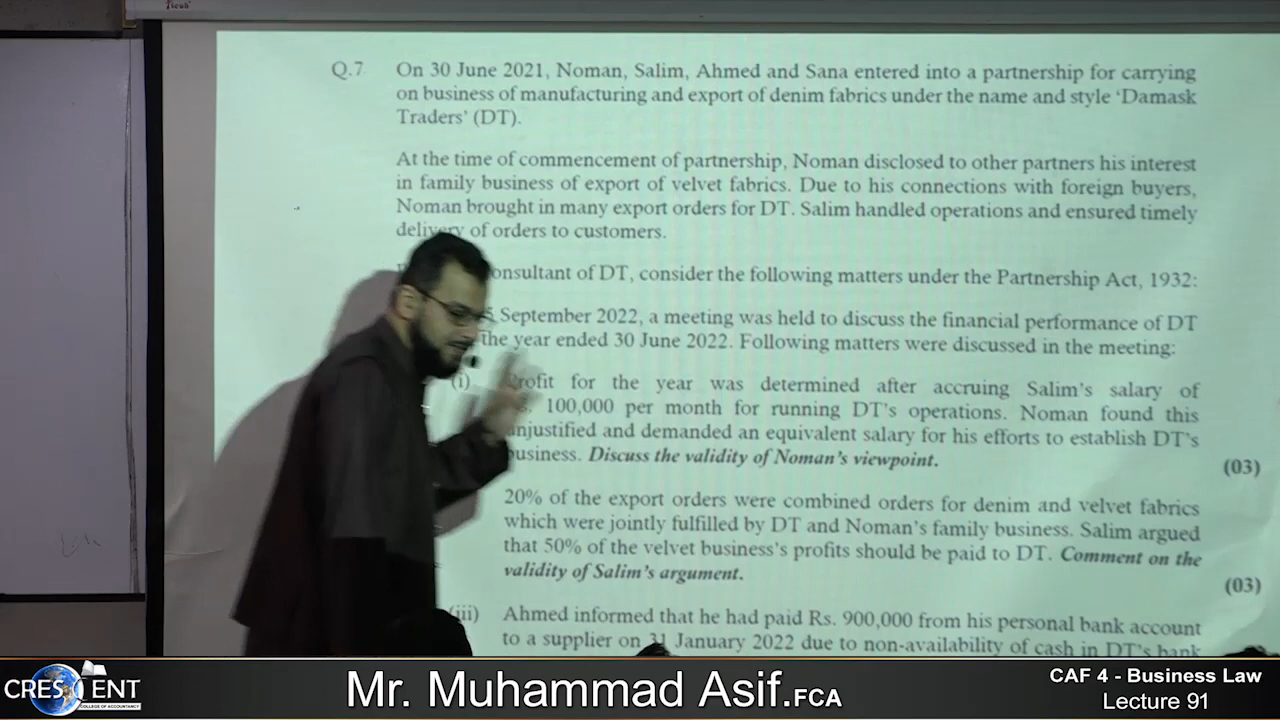 Q.7 On 30 June 2021, Noman, Salim, Ahmed and Sana entered into a partnership for carrying
on business of manufacturing and export of denim fabrics under the name and style ‘Damask
Traders’ (DT).
At the time of commencement of partnership, Noman disclosed to other partners his interest
in family business of export of velvet fabrics. Due to his connections with foreign buyers,
Noman brought in many export orders for DT. Salim handled operations and ensured timely
delivery of orders to customers.
onsultant of DT, consider the following matters under the Partnership Act, 1932:
September 2022, a meeting was held to discuss the financial performance of DT
the year ended 30 June 2022. Following matters were discussed in the meeting:
(i) Profit for the year was determined after accruing Salim’s salary of
100,000 per month for running DT’s operations. Noman found this
unjustified and demanded an equivalent salary for his efforts to establish DT’s
business. Discuss the validity of Noman’s viewpoint. (03)
20% of the export orders were combined orders for denim and velvet fabrics
which were jointly fulfilled by DT and Noman’s family business. Salim argued
that 50% of the velvet business’s profits should be paid to DT. Comment on the
validity of Salim’s argument. (03)
(iii) Ahmed informed that he had paid Rs. 900,000 from his personal bank account
to a supplier on 31 January 2022 due to non-availability of cash in DT’s bank
CRESCENT
COLLEGE OF ACCOUNTANCY
Mr. Muhammad Asif.FCA
CAF 4 - Business Law
Lecture 91